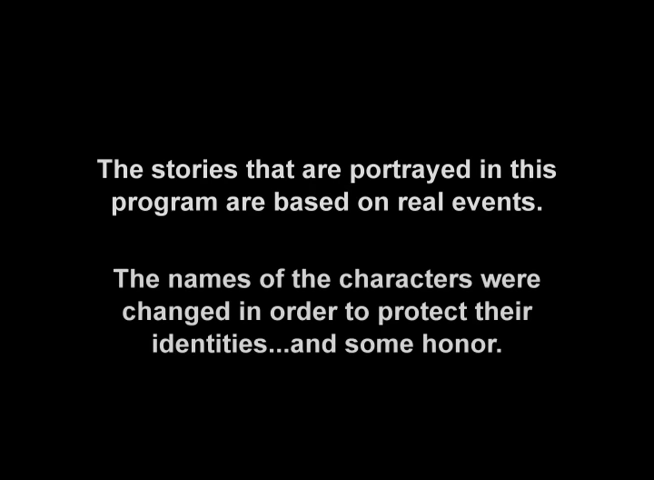 The stories that are portrayed in this
program are based on real events.
The names of the characters were
changed in order to protect their
identities...and some honor.